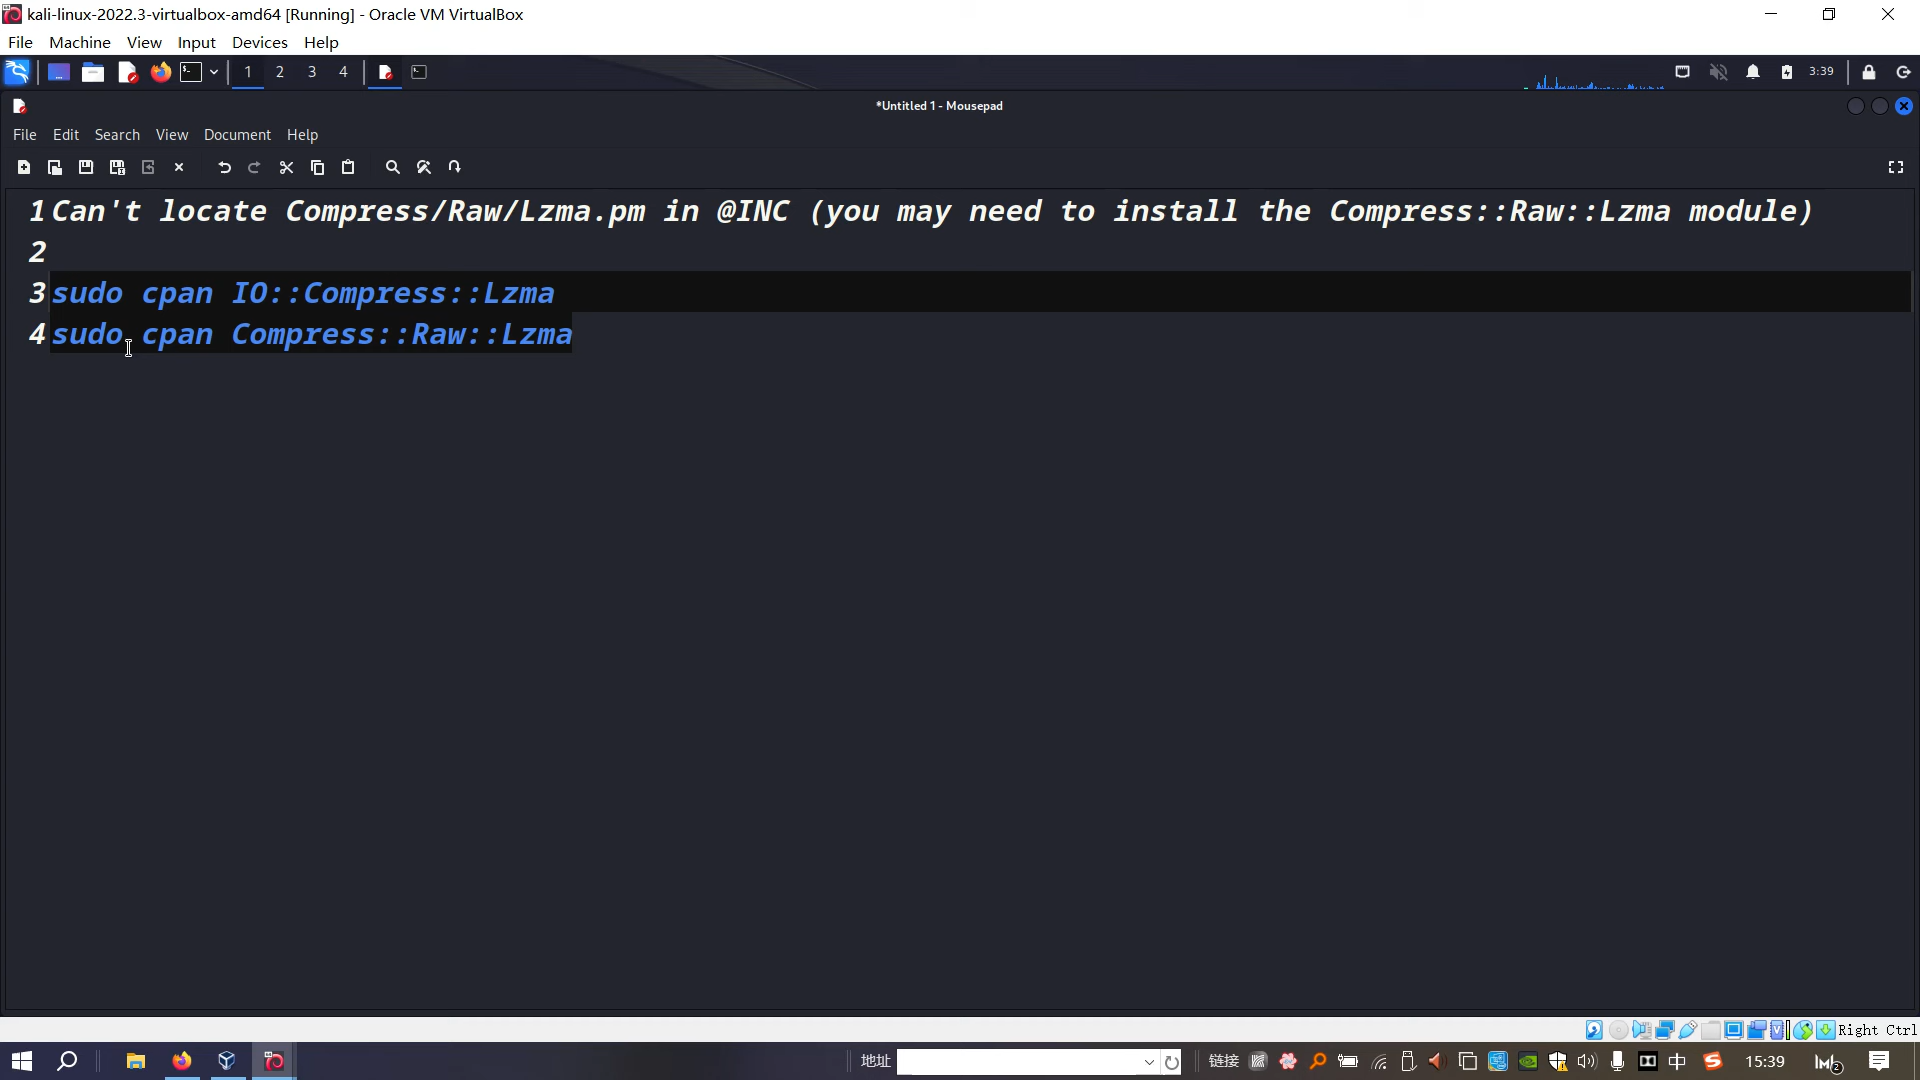 kali-linux-2022.3-virtualbox-amd64 [Running] - Oracle VM VirtualBox
File Machine View Input Devices Help
1 2 3 4 3:39
*Untitled 1 - Mousepad
File Edit Search View Document Help
1 Can't locate Compress/Raw/Lzma.pm in @INC (you may need to install the Compress::Raw::Lzma module)
2
3 sudo cpan IO::Compress::Lzma
4 sudo cpan Compress::Raw::Lzma
Right Ctrl
地址 链接 中 15:39 2